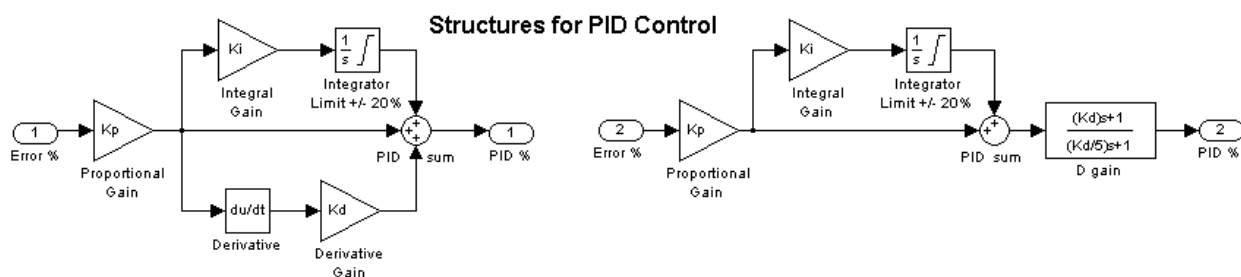 Structures for PID Control
Ki
1
s
Integral
Gain
Integrator
Limit +/- 20%
1
Error %
Kp
Proportional
Gain
+
+
+
PID sum
1
PID %
du/dt
Derivative
Kd
Derivative
Gain
Ki
1
s
Integral
Gain
Integrator
Limit +/- 20%
2
Error %
Kp
Proportional
Gain
+
+
PID sum
(Kd)s+1
(Kd/5)s+1
D gain
2
PID %